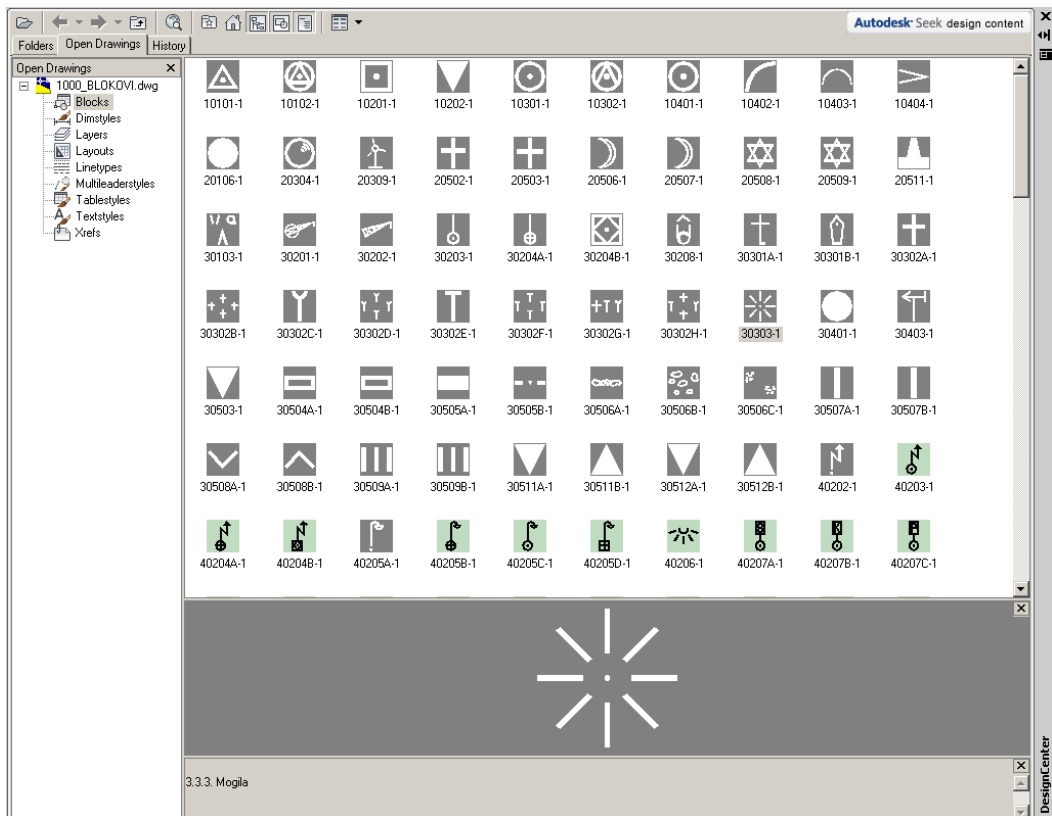 Autodesk® Seek design content
Folders Open Drawings History
Open Drawings
1000_BLOKOVI.dwg
Blocks
Dimstyles
Layers
Layouts
Linetypes
Multileaderstyles
Tablestyles
Textstyles
Xrefs
10101-1 10102-1 10201-1 10202-1 10301-1 10302-1 10401-1 10402-1 10403-1 10404-1
20106-1 20304-1 20309-1 20502-1 20503-1 20506-1 20507-1 20508-1 20509-1 20511-1
30103-1 30201-1 30202-1 30203-1 30204A-1 30204B-1 30208-1 30301A-1 30301B-1 30302A-1
30302B-1 30302C-1 30302D-1 30302E-1 30302F-1 30302G-1 30302H-1 30303-1 30401-1 30403-1
30503-1 30504A-1 30504B-1 30505A-1 30505B-1 30506A-1 30506B-1 30506C-1 30507A-1 30507B-1
30508A-1 30508B-1 30509A-1 30509B-1 30511A-1 30511B-1 30512A-1 30512B-1 40202-1 40203-1
40204A-1 40204B-1 40205A-1 40205B-1 40205C-1 40205D-1 40206-1 40207A-1 40207B-1 40207C-1
3.3.3. Mogila
DesignCenter